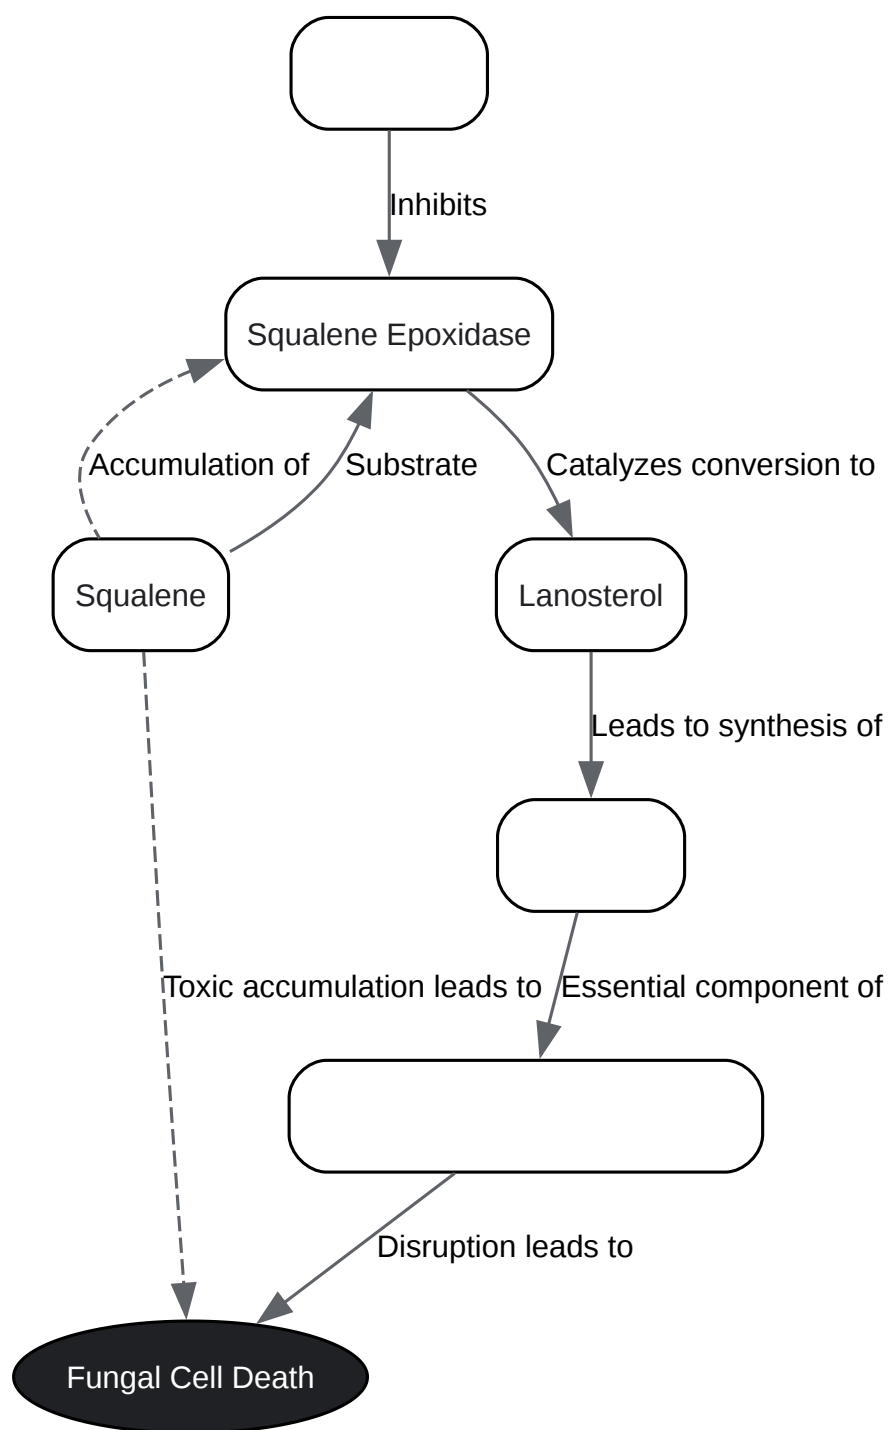 Inhibits
Squalene Epoxidase
Accumulation of
Substrate
Catalyzes conversion to
Squalene
Lanosterol
Leads to synthesis of
Toxic accumulation leads to
Essential component of
Disruption leads to
Fungal Cell Death